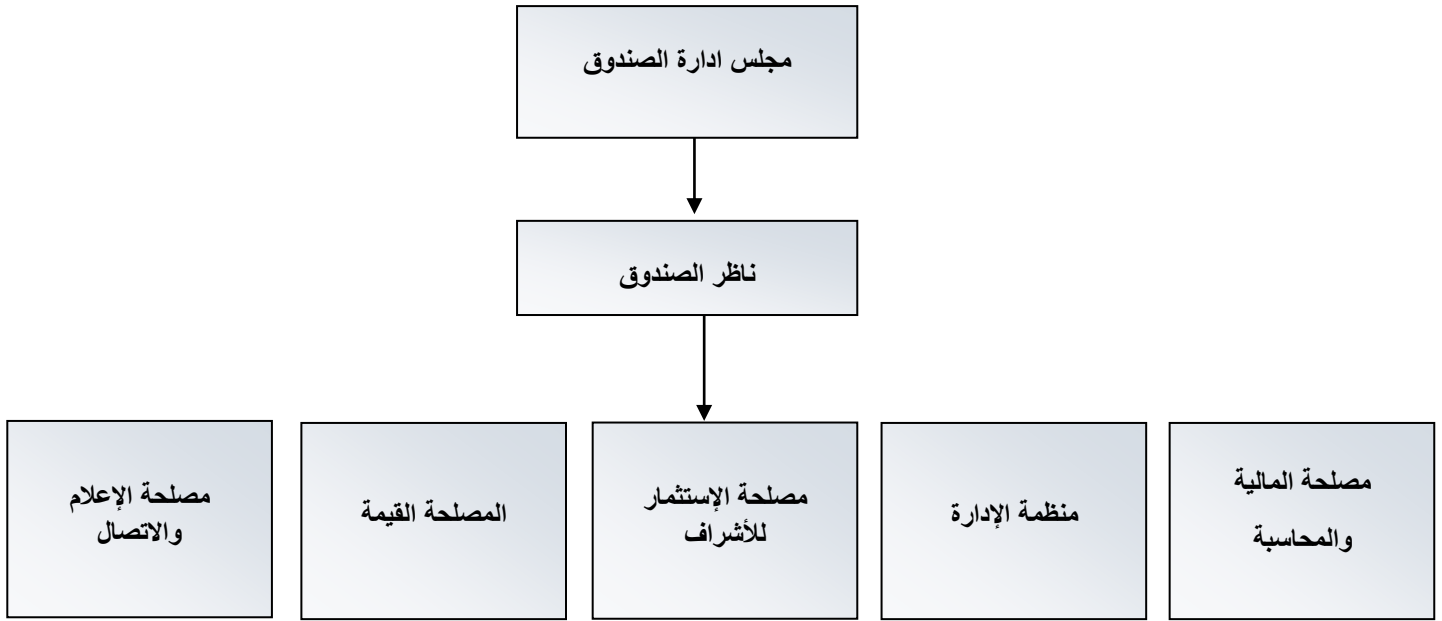 مجلس ادارة الصندوق
ناظر الصندوق
مصلحة المالية
والمحاسبة
منظمة الإدارة
مصلحة الإستثمار
للأشراف
المصلحة القيمة
مصلحة الإعلام
والاتصال